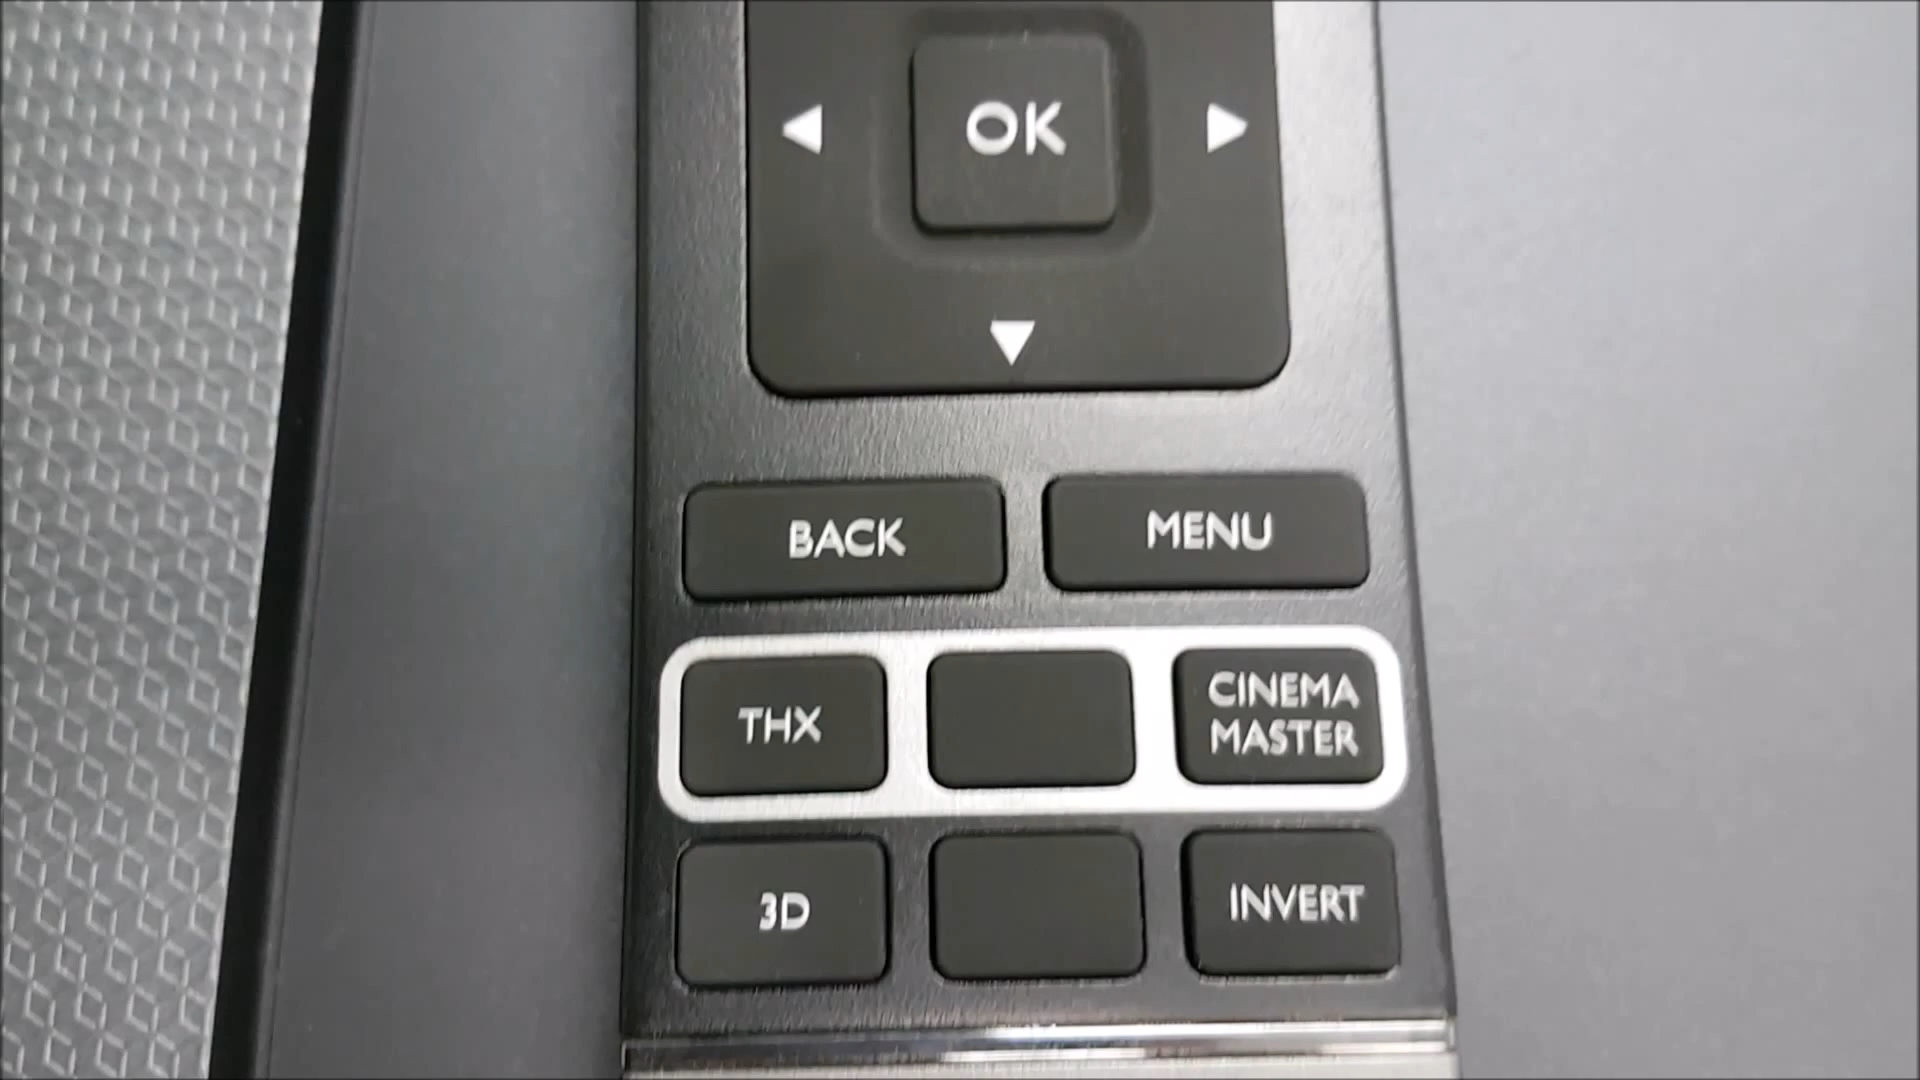 OK
BACK
MENU
THX
CINEMA
MASTER
3D
INVERT